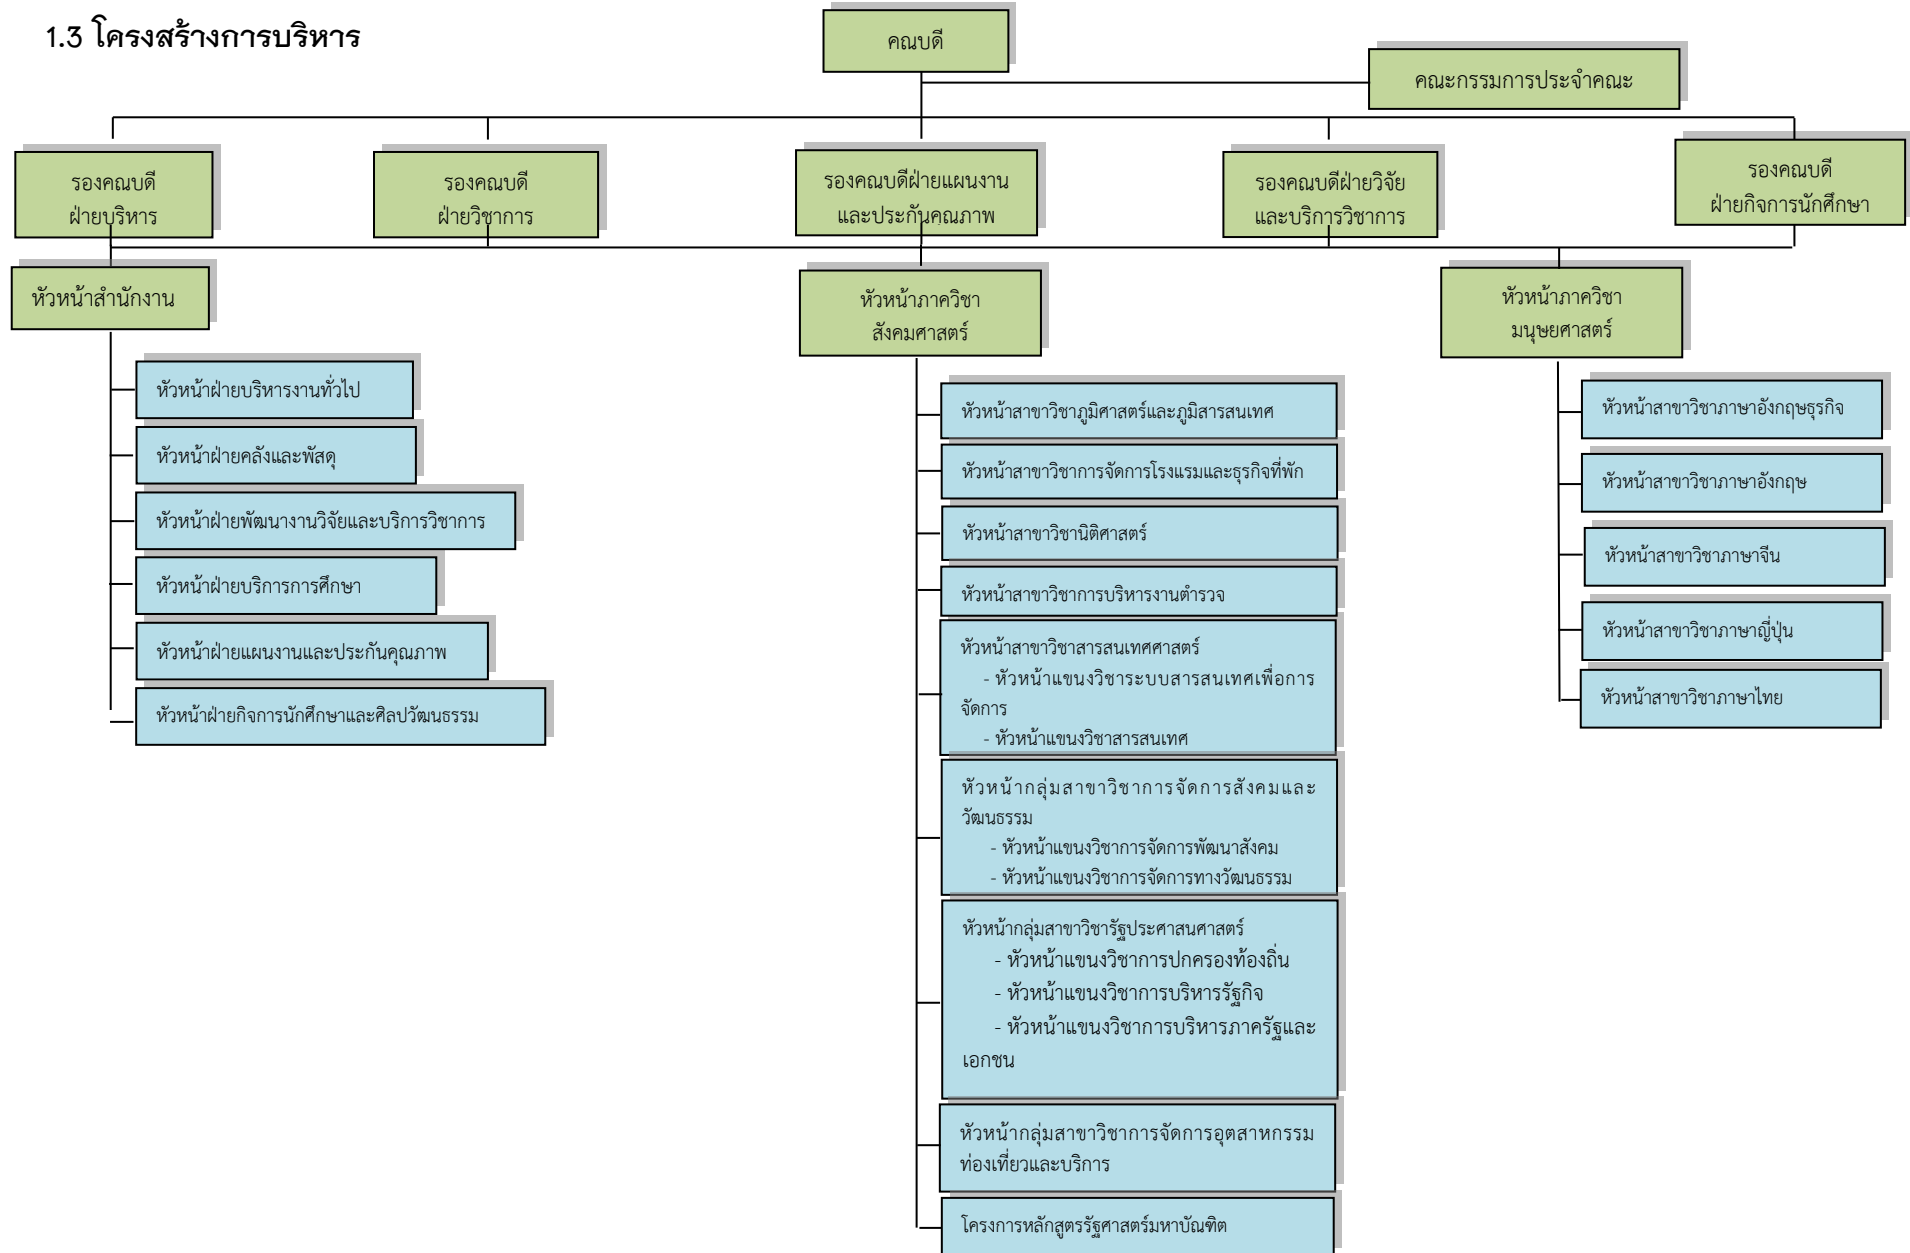 1.3 โครงสร้างการบริหาร
คณบดี
คณะกรรมการประจำคณะ
รองคณบดี
ฝ่ายบริหาร
รองคณบดี
ฝ่ายวิชาการ
รองคณบดีฝ่ายแผนงาน
และประกันคุณภาพ
รองคณบดีฝ่ายวิจัย
และบริการวิชาการ
รองคณบดี
ฝ่ายกิจการนักศึกษา
หัวหน้าสำนักงาน
หัวหน้าฝ่ายบริหารงานทั่วไป
หัวหน้าฝ่ายคลังและพัสดุ
หัวหน้าฝ่ายพัฒนางานวิจัยและบริการวิชาการ
หัวหน้าฝ่ายบริการการศึกษา
หัวหน้าฝ่ายแผนงานและประกันคุณภาพ
หัวหน้าฝ่ายกิจการนักศึกษาและศิลปวัฒนธรรม
หัวหน้าภาควิชา
สังคมศาสตร์
หัวหน้าสาขาวิชาภูมิศาสตร์และภูมิสารสนเทศ
หัวหน้าสาขาวิชาการจัดการโรงแรมและธุรกิจที่พัก
หัวหน้าสาขาวิชานิติศาสตร์
หัวหน้าสาขาวิชาการบริหารงานตำรวจ
หัวหน้าสาขาวิชาสารสนเทศศาสตร์
- หัวหน้าแขนงวิชาระบบสารสนเทศเพื่อการ
จัดการ
- หัวหน้าแขนงวิชาสารสนเทศ
หัวหน้ากลุ่มสาขาวิชาการจัดการสังคมและ
วัฒนธรรม
- หัวหน้าแขนงวิชาการจัดการพัฒนาสังคม
- หัวหน้าแขนงวิชาการจัดการทางวัฒนธรรม
หัวหน้ากลุ่มสาขาวิชารัฐประศาสนศาสตร์
- หัวหน้าแขนงวิชาการปกครองท้องถิ่น
- หัวหน้าแขนงวิชาการบริหารรัฐกิจ
- หัวหน้าแขนงวิชาการบริหารภาครัฐและ
เอกชน
หัวหน้ากลุ่มสาขาวิชาการจัดการอุตสาหกรรม
ท่องเที่ยวและบริการ
โครงการหลักสูตรรัฐศาสตร์มหาบัณฑิต
หัวหน้าภาควิชา
มนุษยศาสตร์
หัวหน้าสาขาวิชาภาษาอังกฤษธุรกิจ
หัวหน้าสาขาวิชาภาษาอังกฤษ
หัวหน้าสาขาวิชาภาษาจีน
หัวหน้าสาขาวิชาภาษาญี่ปุ่น
หัวหน้าสาขาวิชาภาษาไทย